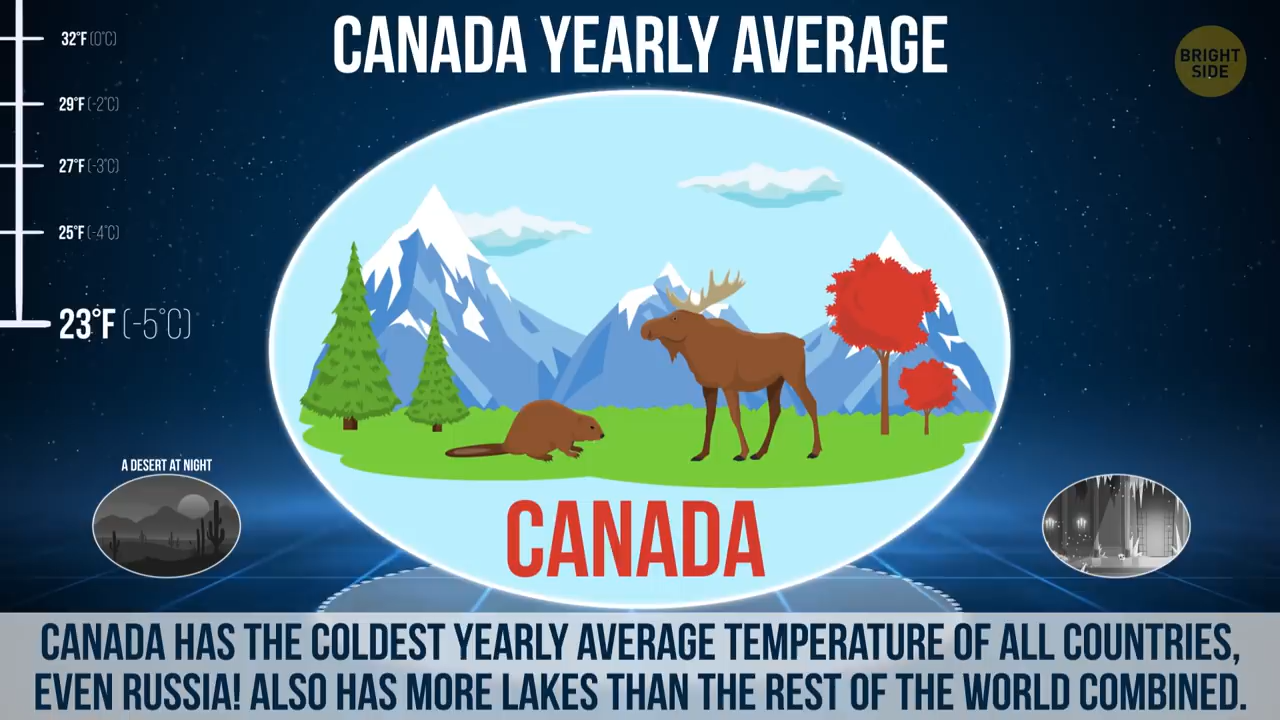 CANADA YEARLY AVERAGE
BRIGHT
SIDE
32°F (0°C)
29°F (-2°C)
27°F (-3°C)
25°F (-4°C)
23°F (-5°C)
A DESERT AT NIGHT
CANADA
CANADA HAS THE COLDEST YEARLY AVERAGE TEMPERATURE OF ALL COUNTRIES,
EVEN RUSSIA! ALSO HAS MORE LAKES THAN THE REST OF THE WORLD COMBINED.